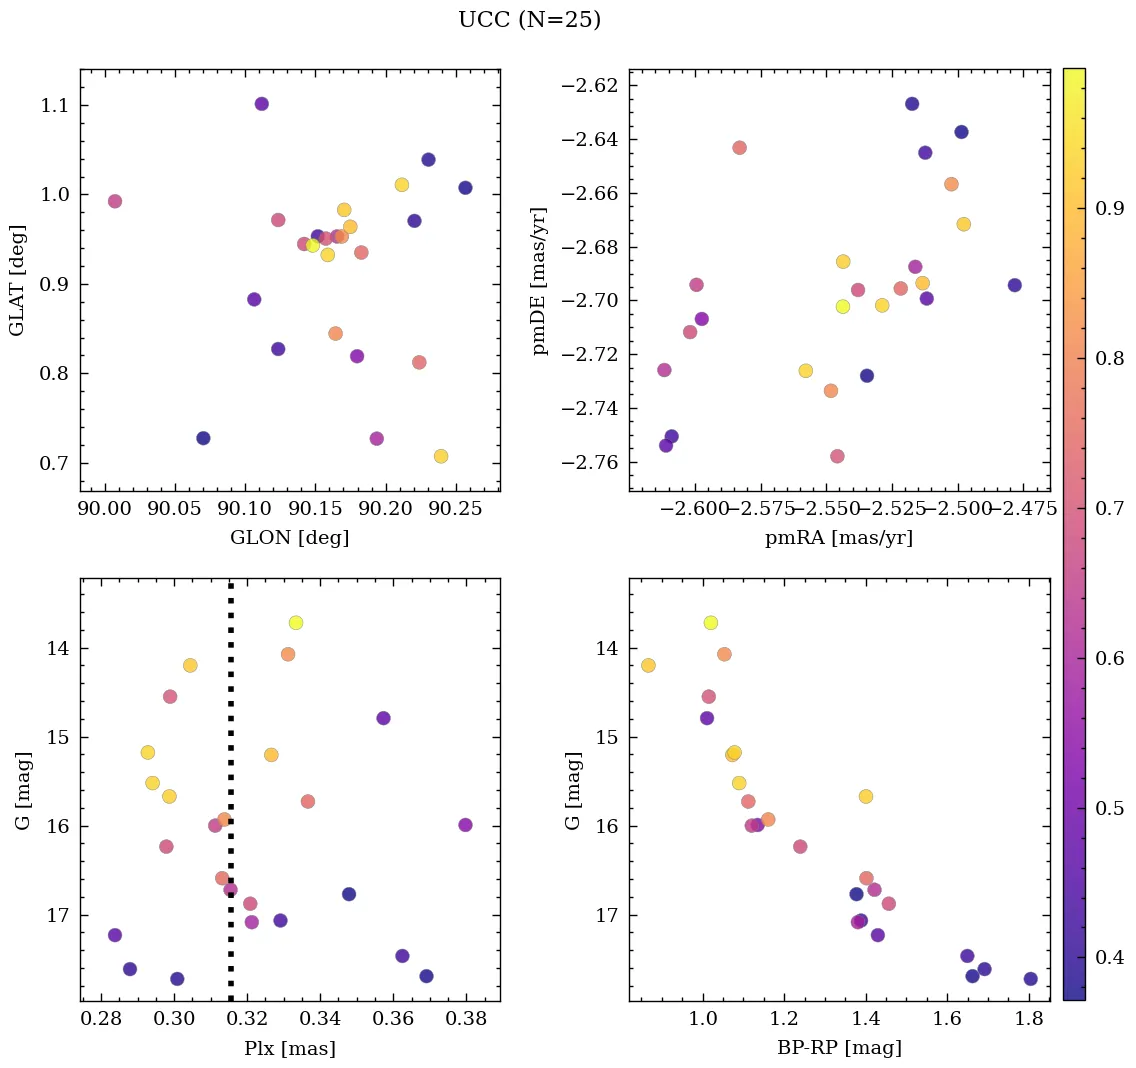 UCC (N=25)
1.1
1.0
0.9
0.8
0.7
GLAT [deg]
90.00 90.05 90.10 90.15 90.20 90.25
GLON [deg]
−2.62
−2.64
−2.66
−2.68
−2.70
−2.72
−2.74
−2.76
pmDE [mas/yr]
−2.600 −2.575 −2.550 −2.525 −2.500 −2.475
pmRA [mas/yr]
0.9
0.8
0.7
0.6
0.5
0.4
14
15
16
17
G [mag]
0.28 0.30 0.32 0.34 0.36 0.38
Plx [mas]
14
15
16
17
G [mag]
1.0 1.2 1.4 1.6 1.8
BP-RP [mag]